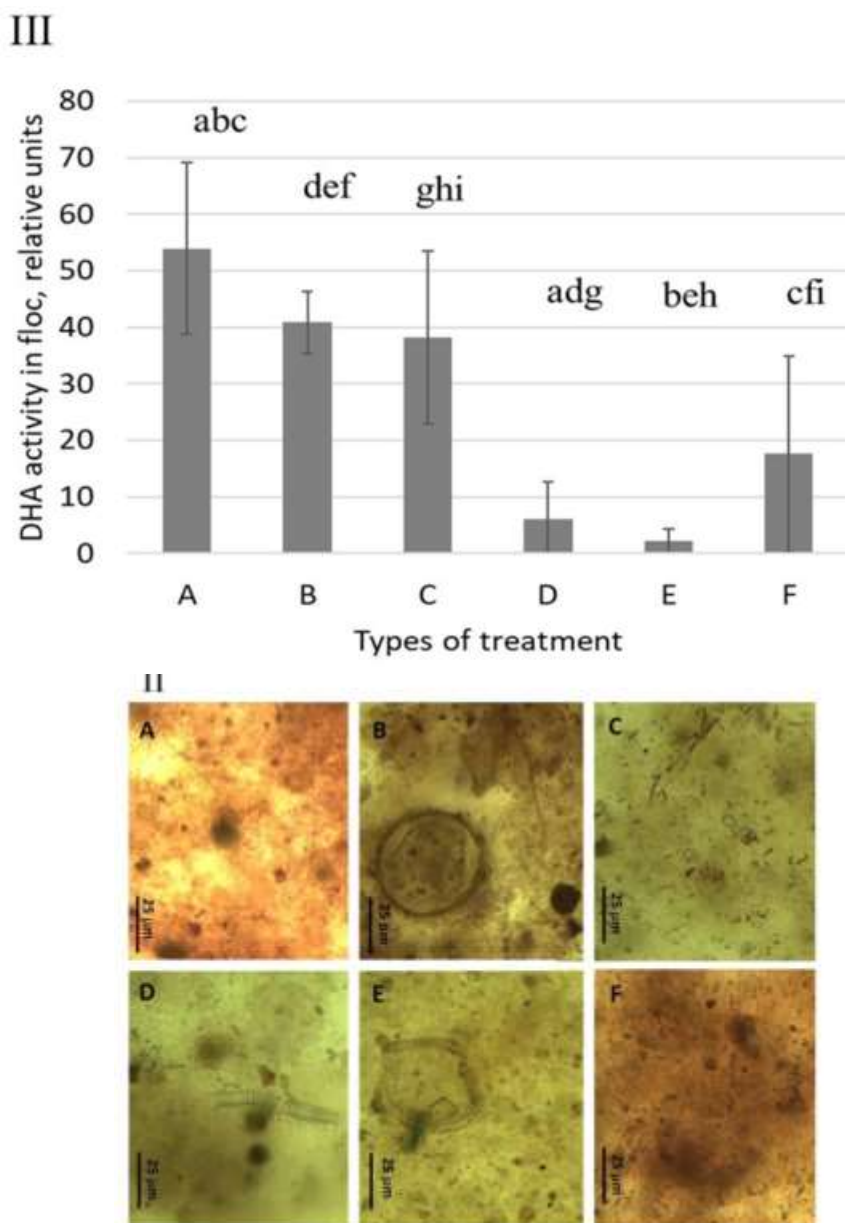 III
DHA activity in floc, relative units
80
70
60
50
40
30
20
10
0
abc
def
ghi
adg
beh
cfi
A B C D E F
Types of treatment
II
A B C
25 µm 25 µm 25 µm
D E F
25 µm 25 µm 25 µm